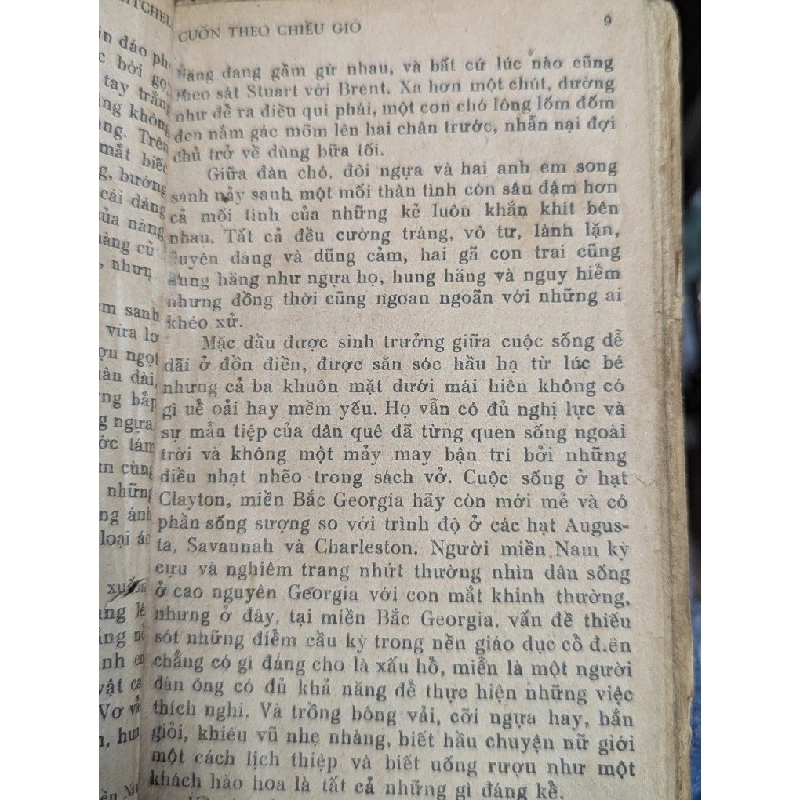 CUỐN THEO CHIỀU GIÓ 9
đang gầm gừ nhau, và bất cứ lúc nào cũng
theo sát Stuart với Brent. Xa hơn một chút, dường
như để ra điều quí phái, một con chó lông lốm đốm
đen nằm gác mõm lên hai chân trước, nhẫn nại đợi
chủ trở về dùng bữa tối.
Giữa đàn chó, đôi ngựa và hai anh em song
sanh nảy sanh một mối thân tình còn sâu đậm hơn
cả mối tình của những kẻ luôn khắn khít bên
nhau. Tất cả đều cường tráng, vô tư, lành lặn,
duyên dáng và dũng cảm, hai gã con trai cũng
hung hăng như ngựa họ, hung hăng và nguy hiểm
nhưng đồng thời cũng ngoan ngoãn với những ai
khéo xử.
Mặc dầu được sinh trưởng giữa cuộc sống dễ
dãi ở đồn điền, được săn sóc hầu hạ từ lúc bé
nhưng cả ba khuôn mặt dưới mái hiên không có
gì uể oải hay mềm yếu. Họ vẫn có đủ nghị lực và
sự mẫn tiệp của dân quê đã từng quen sống ngoài
trời và không một mảy may bận trí bởi những
điều nhạt nhẽo trong sách vở. Cuộc sống ở hạt
Clayton, miền Bắc Georgia hãy còn mới mẻ và có
phần sống sượng so với trình độ ở các hạt Augus-
ta, Savannah và Charleston. Người miền Nam kỳ
cựu và nghiêm trang nhứt thường nhìn dân sống
ở cao nguyên Georgia với con mắt khinh thường,
nhưng ở đây, tại miền Bắc Georgia, vấn đề thiếu
sót những điểm cầu kỳ trong nền giáo dục cổ điển
chẳng có gì đáng cho là xấu hổ, miễn là một người
đàn ông có đủ khả năng để thực hiện những việc
thích nghi. Và trồng bông vải, cỡi ngựa hay, bắn
giỏi, khiêu vũ nhẹ nhàng, biết hầu chuyện nữ giới
một cách lịch thiệp và biết uống rượu như một
khách hào hoa là tất cả những gì đáng kể.